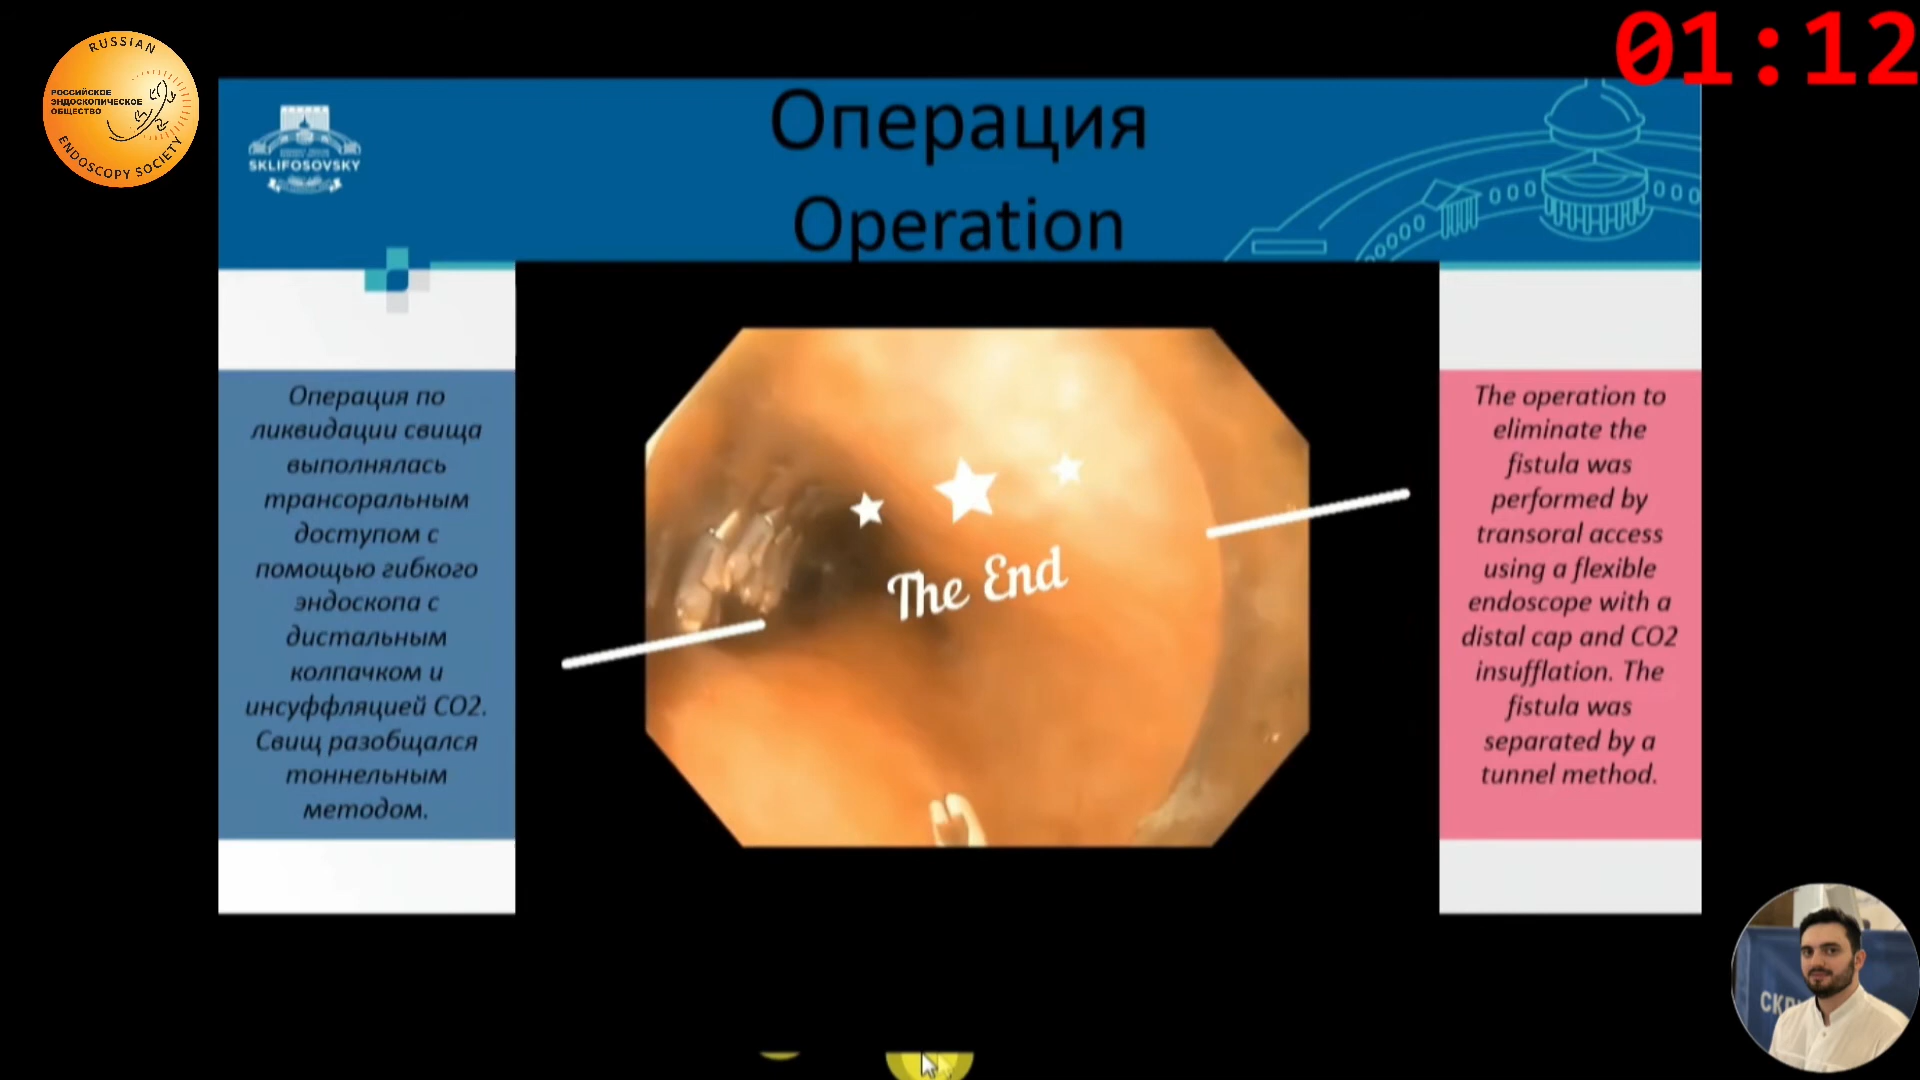 01:12
RUSSIAN
РОССИЙСКОЕ
ЭНДОСКОПИЧЕСКОЕ
ОБЩЕСТВО
ENDOSCOPY SOCIETY
SKLIFOSOVSKY
Операция
Operation
Операция по
ликвидации свища
выполнялась
трансоральным
доступом с
помощью гибкого
эндоскопа с
дистальным
колпачком и
инсуффляцией СО2.
Свищ разобщался
тоннельным
методом.
The End
The operation to
eliminate the
fistula was
performed by
transoral access
using a flexible
endoscope with a
distal cap and CO2
insufflation. The
fistula was
separated by a
tunnel method.